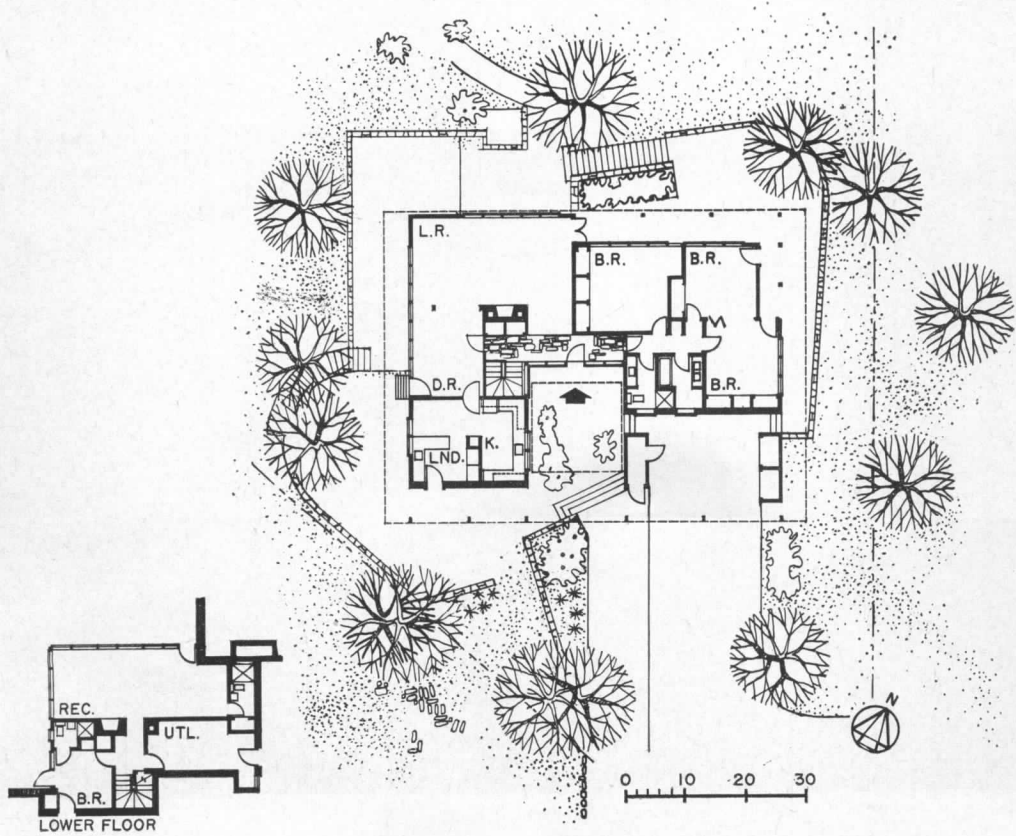 L.R.
B.R.
B.R.
D.R.
B.R.
K.
LND.
N
0 10 20 30
REC.
UTL.
B.R.
LOWER FLOOR